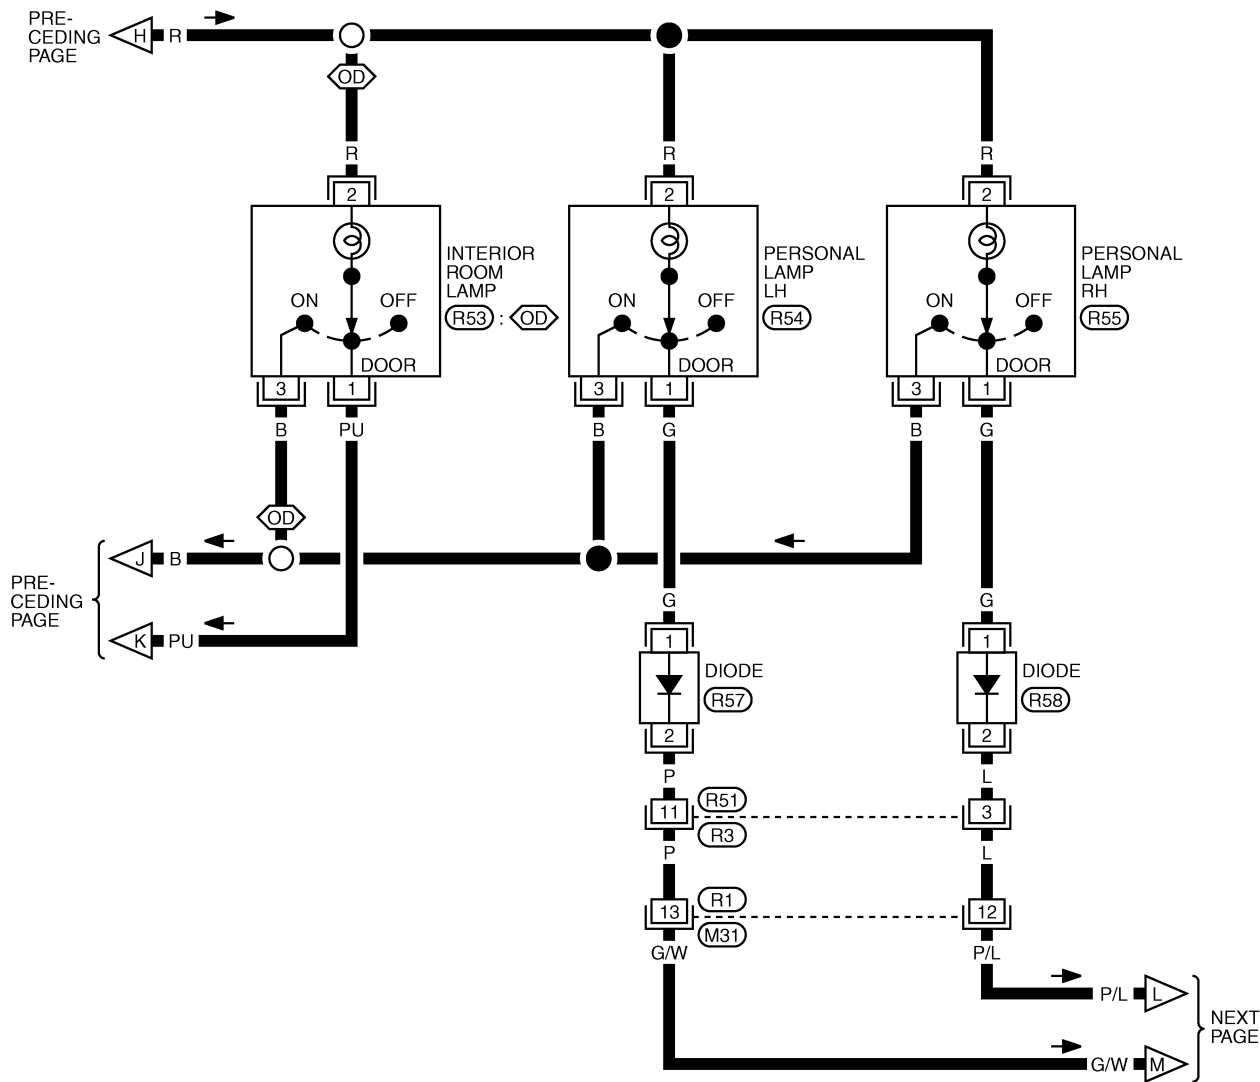 PRE-
CEDING
PAGE
H R
OD
R R R
2 2 2
INTERIOR
ROOM
LAMP
R53 : OD
ON OFF
DOOR
PERSONAL
LAMP
LH
R54
ON OFF
DOOR
PERSONAL
LAMP
RH
R55
ON OFF
DOOR
3 1 3 1 3 1
B PU B G B G
OD
PRE-
CEDING
PAGE
J B
K PU
G G
1 1
DIODE
R57
DIODE
R58
2 2
P L
R51
11 3
R3
P L
R1
13 12
M31
G/W P/L
P/L L
NEXT
PAGE
G/W M